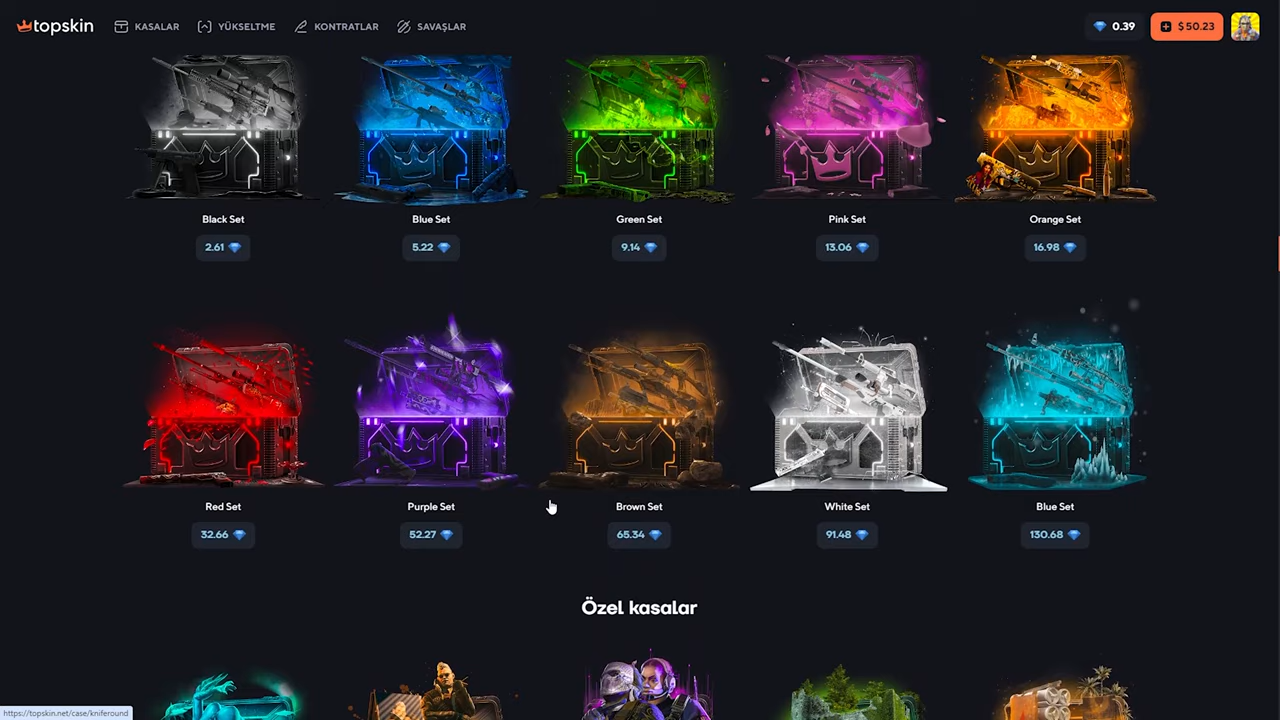 topskin
KASALAR
YÜKSELTME
KONTRATLAR
SAVAŞLAR
0.39
$ 50.23
Black Set
Blue Set
Green Set
Pink Set
Orange Set
2.61
5.22
9.14
13.06
16.98
Red Set
Purple Set
Brown Set
White Set
Blue Set
32.66
52.27
65.34
91.48
130.68
Özel kasalar
https://topskin.net/case/kniferound